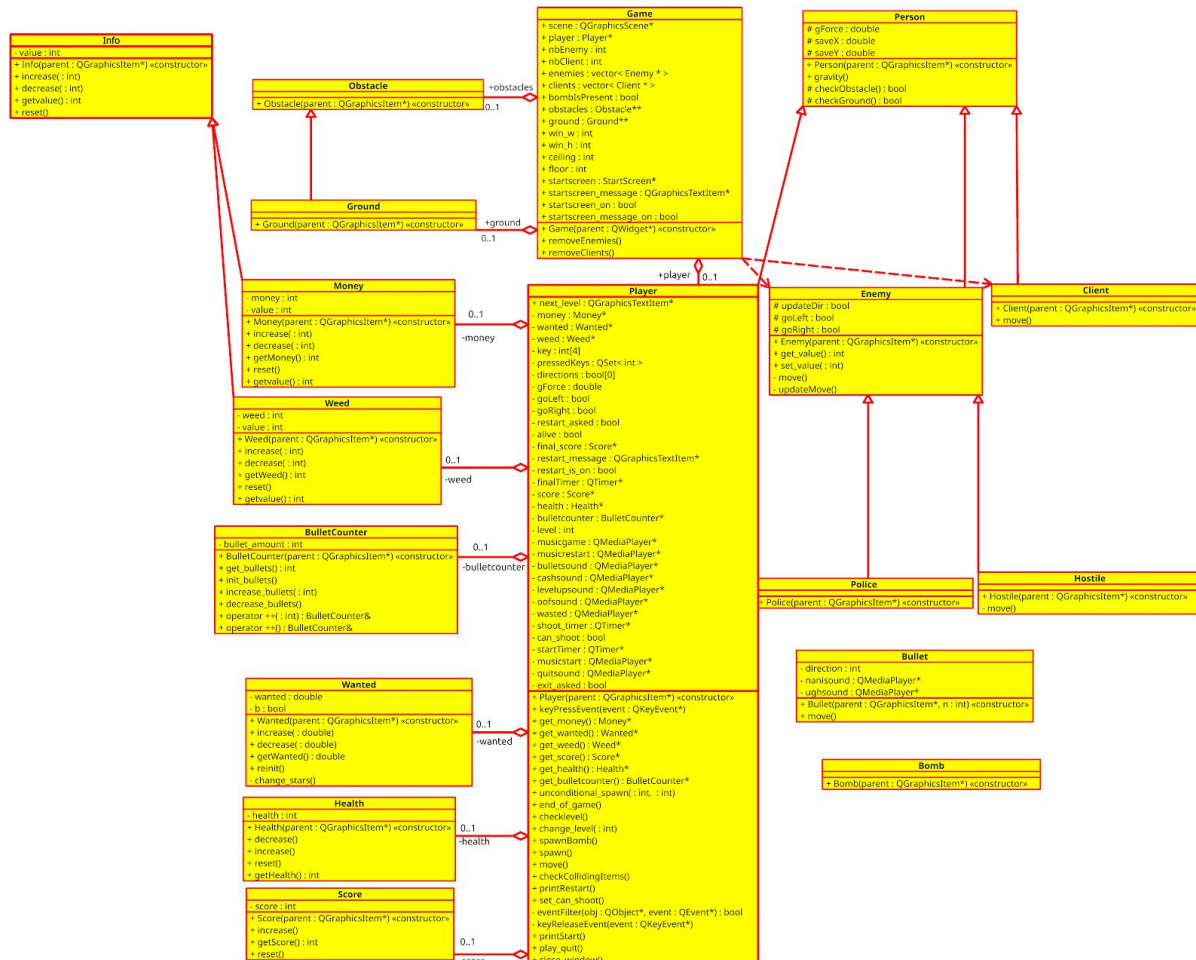 Info
- value : int
+ Info(parent : QGraphicsItem*) «constructor»
+ increase( : int)
+ decrease( : int)
+ getvalue() : int
+ reset()
Obstacle
+ Obstacle(parent : QGraphicsItem*) «constructor»
+obstacles
0..1
Ground
+ Ground(parent : QGraphicsItem*) «constructor»
+ground
0..1
Game
+ scene : QGraphicsScene*
+ player : Player*
+ nbEnemy : int
+ nbClient : int
+ enemies : vector< Enemy * >
+ clients : vector< Client * >
+ bombIsPresent : bool
+ obstacles : Obstacle**
+ ground : Ground**
+ win_w : int
+ win_h : int
+ ceiling : int
+ floor : int
+ startscreen : StartScreen*
+ startscreen_message : QGraphicsTextItem*
+ startscreen_on : bool
+ startscreen_message_on : bool
+ Game(parent : QWidget*) «constructor»
+ removeEnemies()
+ removeClients()
+player
0..1
Person
# gForce : double
# saveX : double
# saveY : double
+ Person(parent : QGraphicsItem*) «constructor»
+ gravity()
# checkObstacle() : bool
# checkGround() : bool
Money
- money : int
- value : int
+ Money(parent : QGraphicsItem*) «constructor»
+ increase( : int)
+ decrease( : int)
+ getMoney() : int
+ reset()
+ getvalue() : int
0..1
-money
Weed
- weed : int
- value : int
+ Weed(parent : QGraphicsItem*) «constructor»
+ increase( : int)
+ decrease( : int)
+ getWeed() : int
+ reset()
+ getvalue() : int
0..1
-weed
BulletCounter
- bullet_amount : int
+ BulletCounter(parent : QGraphicsItem*) «constructor»
+ get_bullets() : int
+ init_bullets()
+ increase_bullets( : int)
+ decrease_bullets()
+ operator ++( : int) : BulletCounter&
+ operator ++() : BulletCounter&
0..1
-bulletcounter
Wanted
- wanted : double
- b : bool
+ Wanted(parent : QGraphicsItem*) «constructor»
+ increase( : double)
+ decrease( : double)
+ getWanted() : double
+ reinit()
- change_stars()
0..1
-wanted
Health
- health : int
+ Health(parent : QGraphicsItem*) «constructor»
+ decrease()
+ increase()
+ reset()
+ getHealth() : int
0..1
-health
Score
- score : int
+ Score(parent : QGraphicsItem*) «constructor»
+ increase()
+ getScore() : int
+ reset()
0..1
Player
+ next_level : QGraphicsTextItem*
- money : Money*
- wanted : Wanted*
- weed : Weed*
- key : int[4]
- pressedKeys : QSet< int >
- directions : bool[0]
- gForce : double
- goLeft : bool
- goRight : bool
- restart_asked : bool
- alive : bool
- final_score : Score*
- restart_message : QGraphicsTextItem*
- restart_is_on : bool
- finalTimer : QTimer*
- score : Score*
- health : Health*
- bulletcounter : BulletCounter*
- level : int
- musicgame : QMediaPlayer*
- musicrestart : QMediaPlayer*
- bulletsound : QMediaPlayer*
- cashsound : QMediaPlayer*
- levelupsound : QMediaPlayer*
- oofsound : QMediaPlayer*
- wasted : QMediaPlayer*
- shoot_timer : QTimer*
- can_shoot : bool
- startTimer : QTimer*
- musicstart : QMediaPlayer*
- quitsound : QMediaPlayer*
- exit_asked : bool
+ Player(parent : QGraphicsItem*) «constructor»
+ keyPressEvent(event : QKeyEvent*)
+ get_money() : Money*
+ get_wanted() : Wanted*
+ get_weed() : Weed*
+ get_score() : Score*
+ get_health() : Health*
+ get_bulletcounter() : BulletCounter*
+ unconditional_spawn( : int, : int)
+ end_of_game()
+ checklevel()
+ change_level( : int)
+ spawnBomb()
+ spawn()
+ move()
+ checkCollidingItems()
+ printRestart()
+ set_can_shoot()
- eventFilter(obj : QObject*, event : QEvent*) : bool
- keyReleaseEvent(event : QKeyEvent*)
+ printStart()
+ play_quit()
Enemy
# updateDir : bool
# goLeft : bool
# goRight : bool
+ Enemy(parent : QGraphicsItem*) «constructor»
+ get_value() : int
+ set_value( : int)
- move()
- updateMove()
Client
+ Client(parent : QGraphicsItem*) «constructor»
+ move()
Police
+ Police(parent : QGraphicsItem*) «constructor»
Hostile
+ Hostile(parent : QGraphicsItem*) «constructor»
- move()
Bullet
- direction : int
- nanisound : QMediaPlayer*
- ughsound : QMediaPlayer*
+ Bullet(parent : QGraphicsItem*, n : int) «constructor»
+ move()
Bomb
+ Bomb(parent : QGraphicsItem*) «constructor»